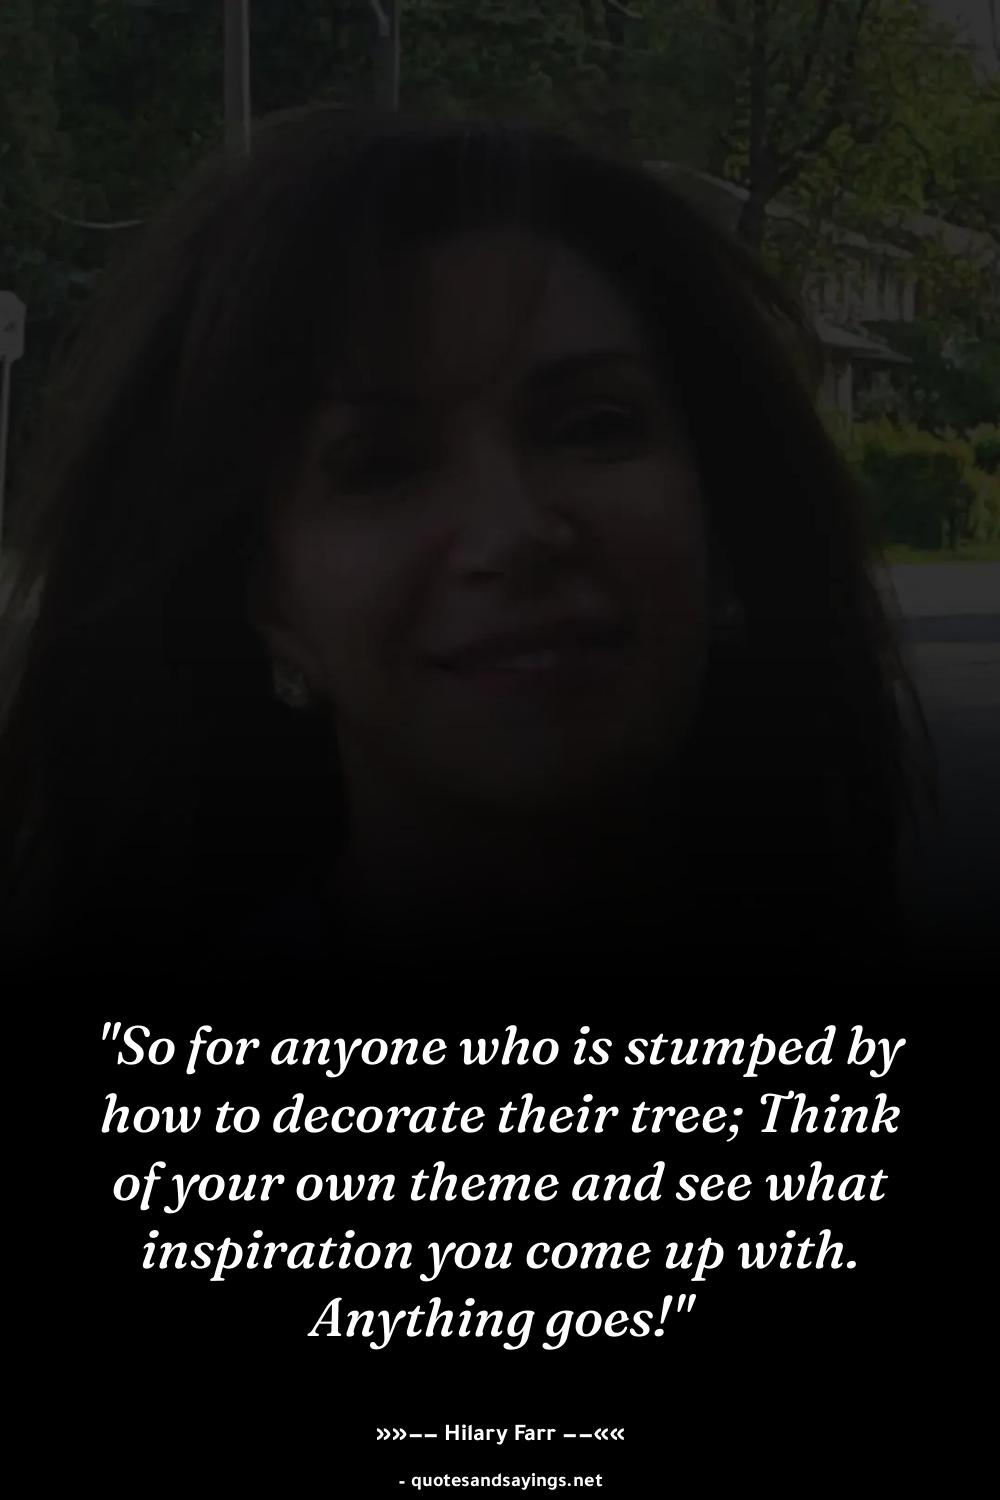 "So for anyone who is stumped by
how to decorate their tree; Think
of your own theme and see what
inspiration you come up with.
Anything goes!"
»»—— Hilary Farr ——««
- quotesandsayings.net